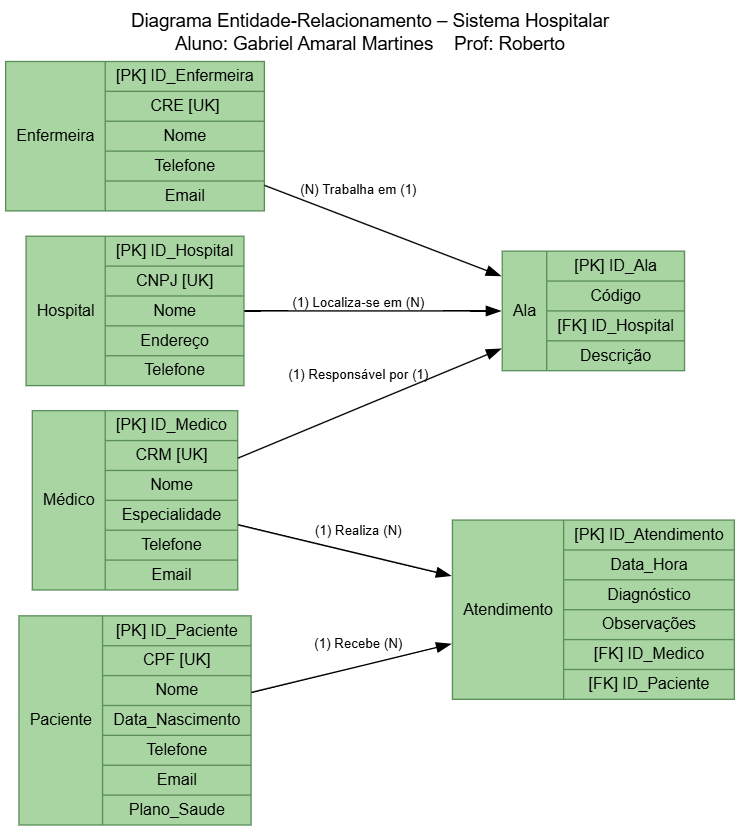 Diagrama Entidade-Relacionamento – Sistema Hospitalar
Aluno: Gabriel Amaral Martines    Prof: Roberto
Enfermeira
[PK] ID_Enfermeira
CRE [UK]
Nome
Telefone
Email
(N) Trabalha em (1)
Hospital
[PK] ID_Hospital
CNPJ [UK]
Nome
Endereço
Telefone
(1) Localiza-se em (N)
Ala
[PK] ID_Ala
Código
[FK] ID_Hospital
Descrição
(1) Responsável por (1)
Médico
[PK] ID_Medico
CRM [UK]
Nome
Especialidade
Telefone
Email
(1) Realiza (N)
Atendimento
[PK] ID_Atendimento
Data_Hora
Diagnóstico
Observações
[FK] ID_Medico
[FK] ID_Paciente
(1) Recebe (N)
Paciente
[PK] ID_Paciente
CPF [UK]
Nome
Data_Nascimento
Telefone
Email
Plano_Saude